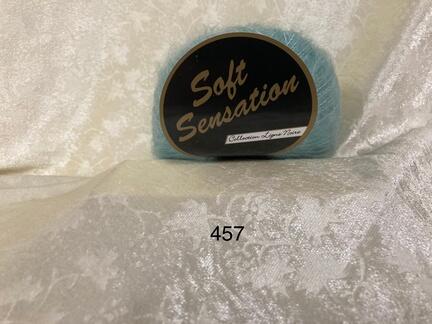 Soft
Sensation
Collection Ligne Noire
457